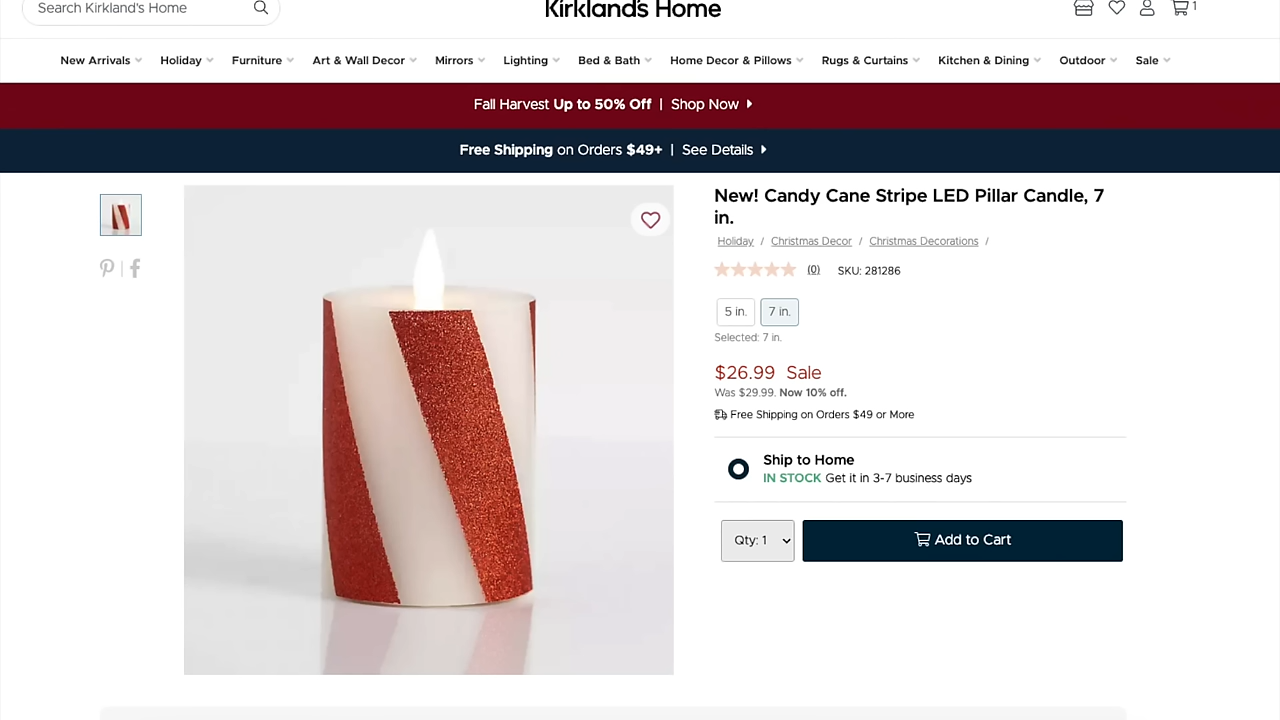 Search Kirkland's Home
Kirkland's Home
1
New Arrivals Holiday Furniture Art & Wall Decor Mirrors Lighting Bed & Bath Home Decor & Pillows Rugs & Curtains Kitchen & Dining Outdoor Sale
Fall Harvest Up to 50% Off | Shop Now
Free Shipping on Orders $49+ | See Details
New! Candy Cane Stripe LED Pillar Candle, 7
in.
Holiday / Christmas Decor / Christmas Decorations /
(0) SKU: 281286
5 in. 7 in.
Selected: 7 in.
$26.99 Sale
Was $29.99. Now 10% off.
Free Shipping on Orders $49 or More
Ship to Home
IN STOCK Get it in 3-7 business days
Qty: 1 Add to Cart